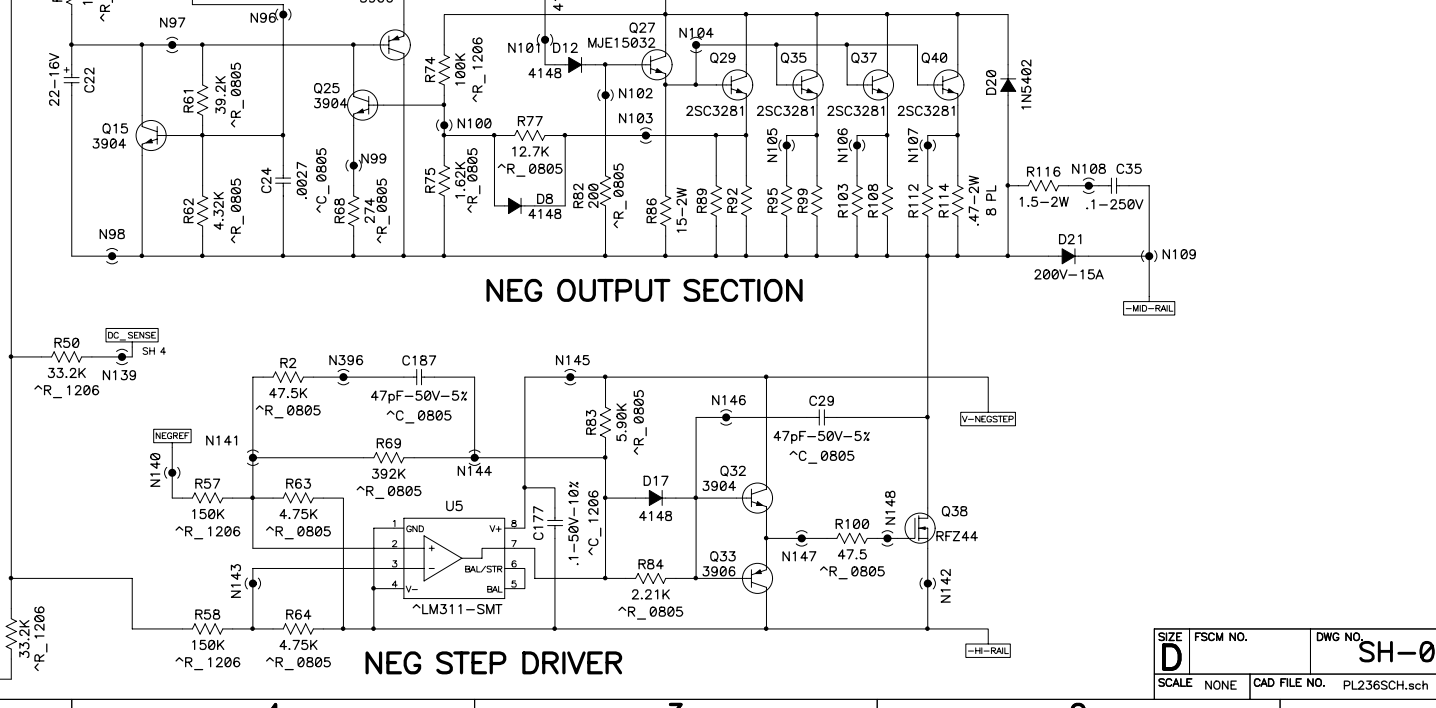 N97
N96
22-16V
C22
R61
39.2K
^R_0805
Q15
3904
R62
4.32K
^R_0805
C24
.0027
^C_0805
N98
Q25
3904
N99
R68
274
^R_0805
R74
100K
^R_1206
N100
R75
1.62K
^R_0805
N101
D12
4148
R77
12.7K
^R_0805
D8
4148
N102
N103
R82
200
^R_0805
Q27
MJE15032
R86
15-2W
N104
Q29
2SC3281
Q35
2SC3281
Q37
2SC3281
Q40
2SC3281
R89
R92
N105
R95
R99
N106
R103
R108
N107
R112
R114
.47-2W
8 PL
D20
1N5402
R116
1.5-2W
N108
C35
.1-250V
D21
200V-15A
N109
-MID-RAIL
NEG OUTPUT SECTION
R50
33.2K
^R_1206
DC_SENSE
SH 4
N139
33.2K
^R_1206
R2
47.5K
^R_0805
N396
C187
47pF-50V-5%
^C_0805
NEGREF
N140
N141
R57
150K
^R_1206
R63
4.75K
^R_0805
R69
392K
^R_0805
N144
N143
R58
150K
^R_1206
R64
4.75K
^R_0805
U5
1
GND
V+
8
2
+
7
3
-
BAL/STR
6
4
V-
BAL
5
^LM311-SMT
C177
.1-50V-10%
^C_1206
N145
R83
5.90K
^R_0805
D17
4148
R84
2.21K
^R_0805
N146
C29
47pF-50V-5%
^C_0805
Q32
3904
Q33
3906
N147
R100
47.5
^R_0805
N148
Q38
RFZ44
N142
V-NEGSTEP
-HI-RAIL
NEG STEP DRIVER
SIZE
D
FSCM NO.
DWG NO.
SH-0
SCALE
NONE
CAD FILE NO.
PL236SCH.sch